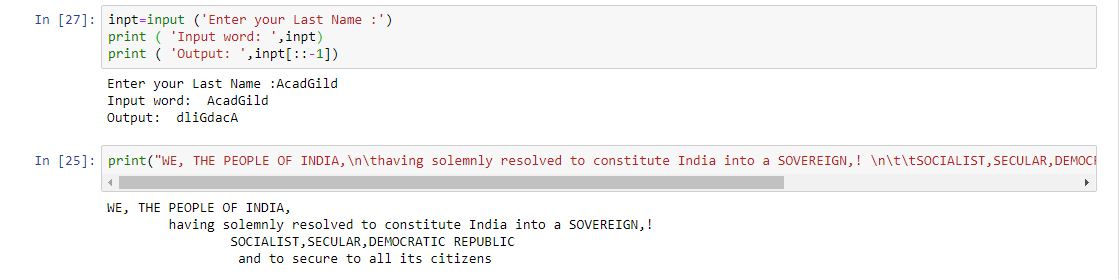 In [27]: inpt=input ('Enter your Last Name :')
print ( 'Input word: ',inpt)
print ( 'Output: ',inpt[::-1])
Enter your Last Name :AcadGild
Input word:  AcadGild
Output:  dliGdacA
In [25]: print("WE, THE PEOPLE OF INDIA,\n\thaving solemnly resolved to constitute India into a SOVEREIGN,! \n\t\tSOCIALIST,SECULAR,DEMOC
WE, THE PEOPLE OF INDIA,
having solemnly resolved to constitute India into a SOVEREIGN,!
SOCIALIST,SECULAR,DEMOCRATIC REPUBLIC
and to secure to all its citizens